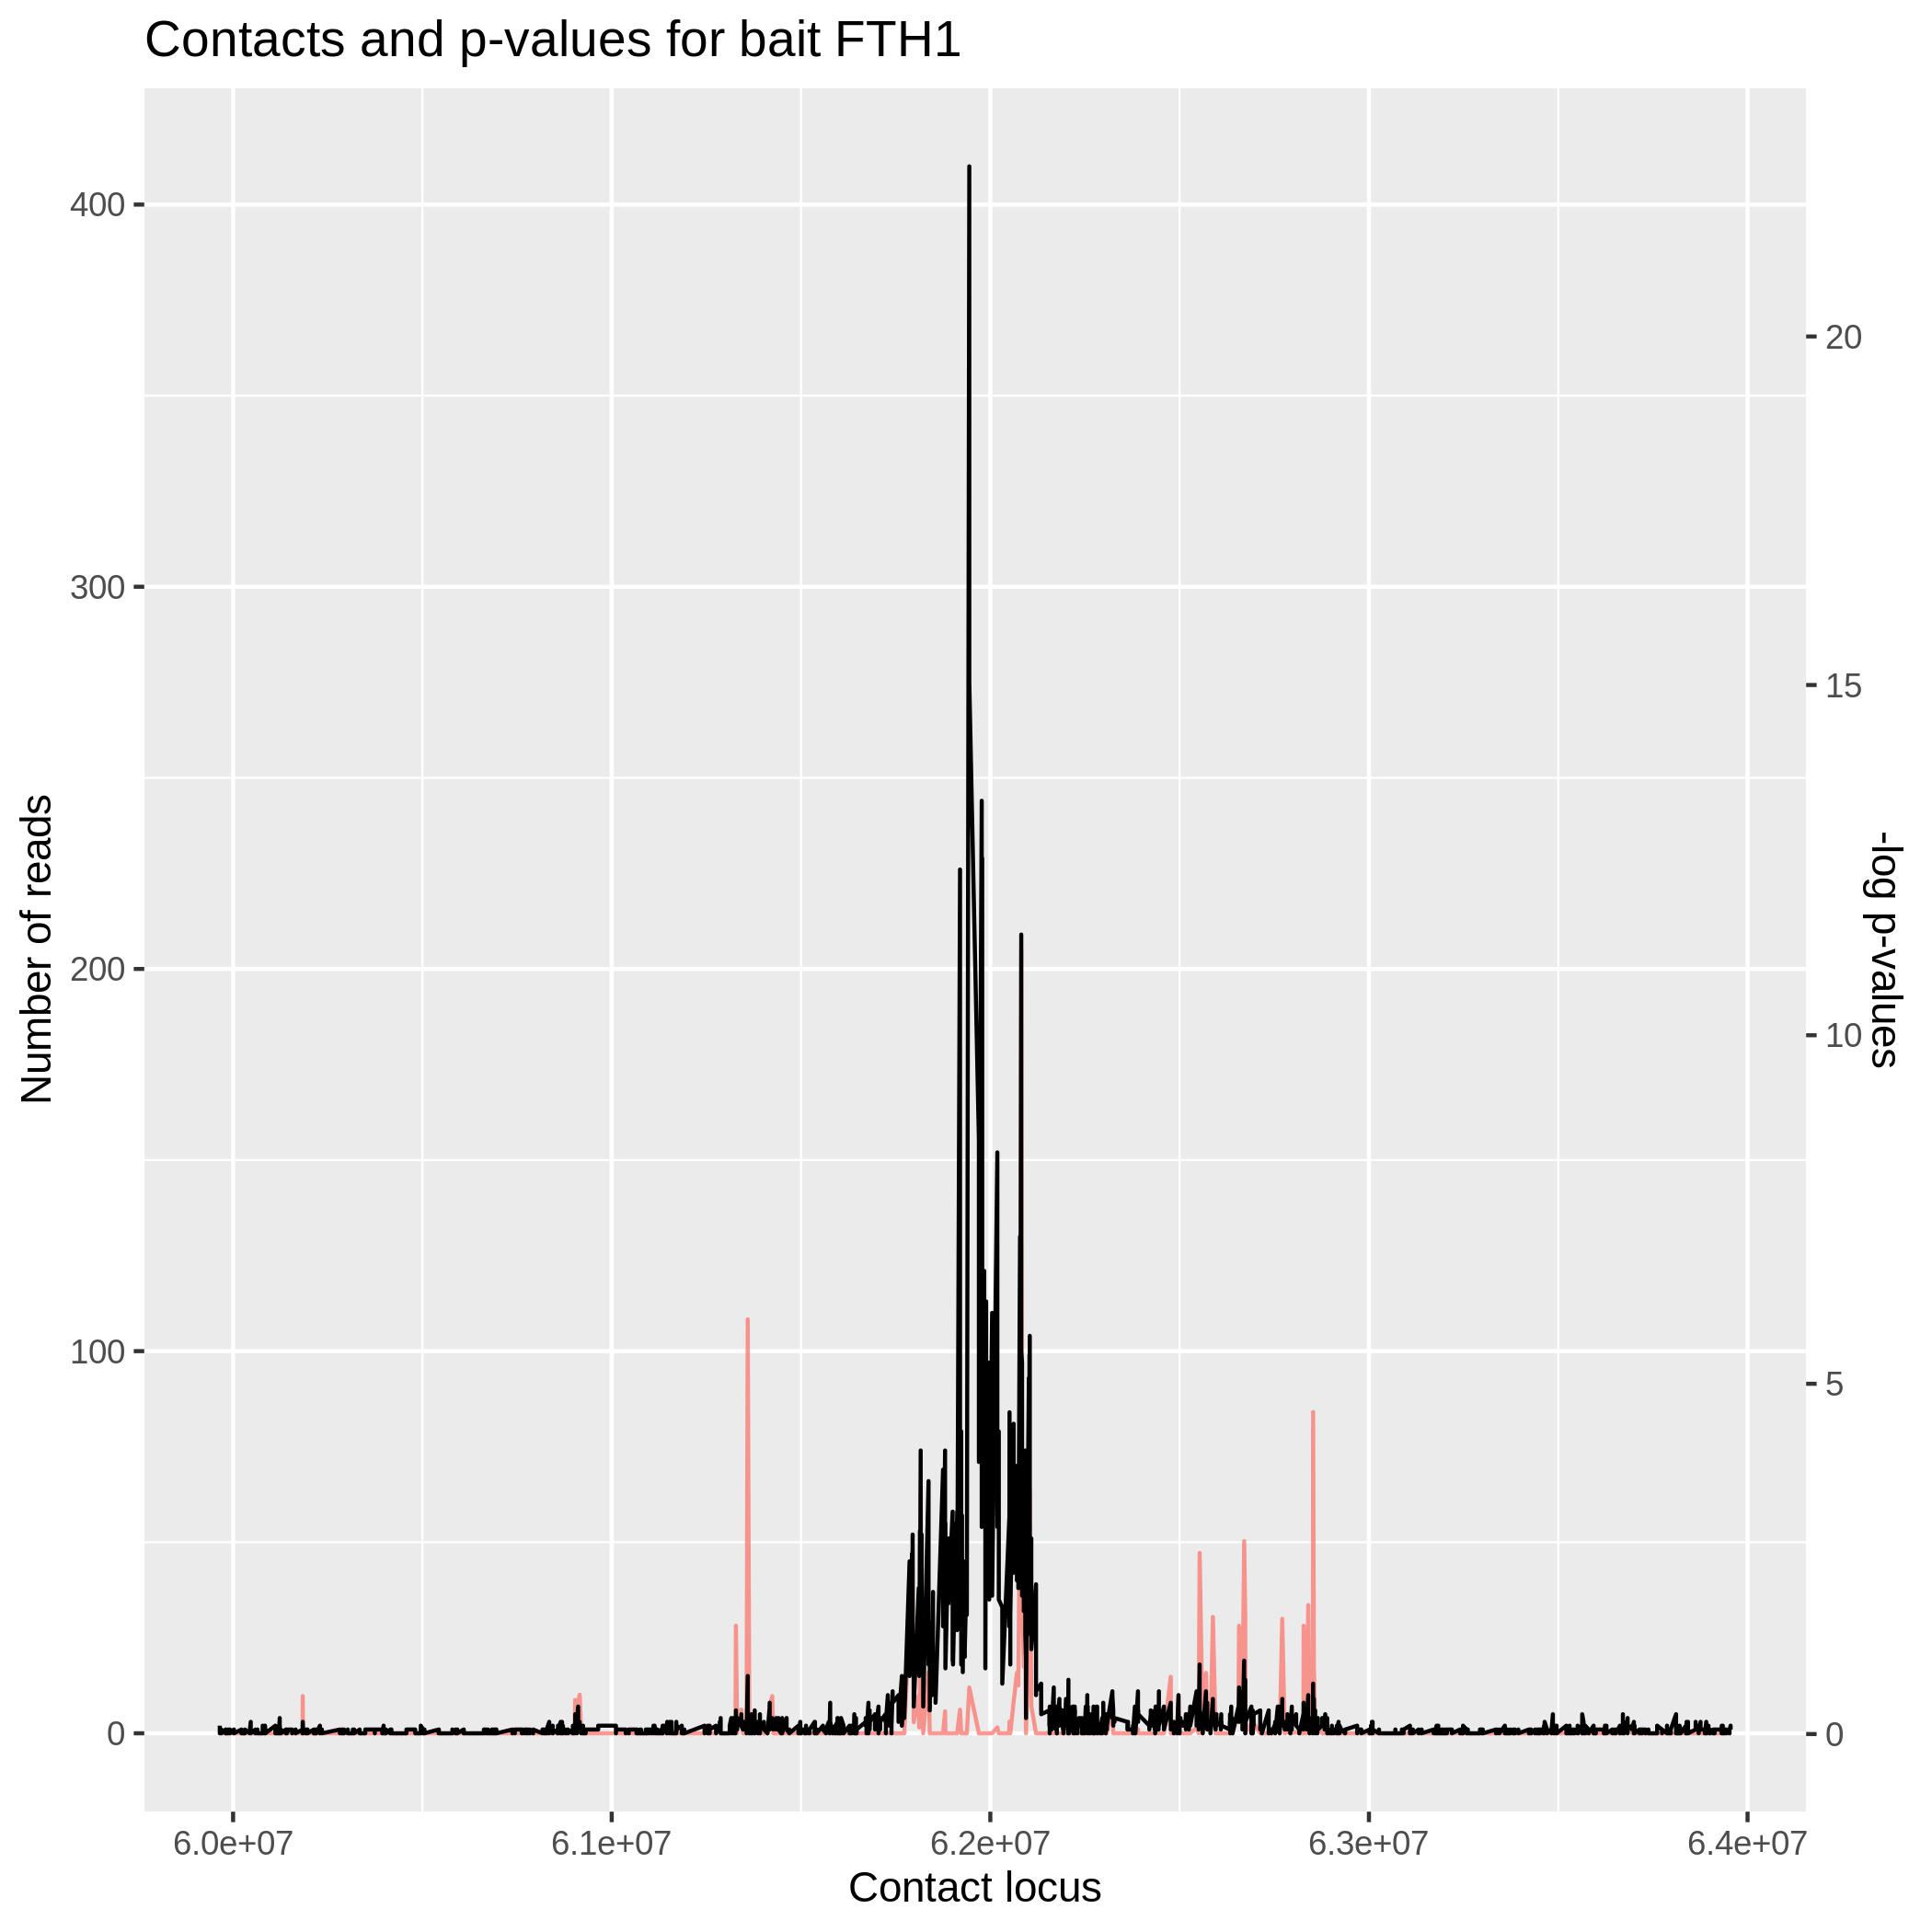 Contacts and p-values for bait FTH1
400
300
200
100
0
Number of reads
20
15
10
5
0
-log p-values
6.0e+07
6.1e+07
6.2e+07
6.3e+07
6.4e+07
Contact locus